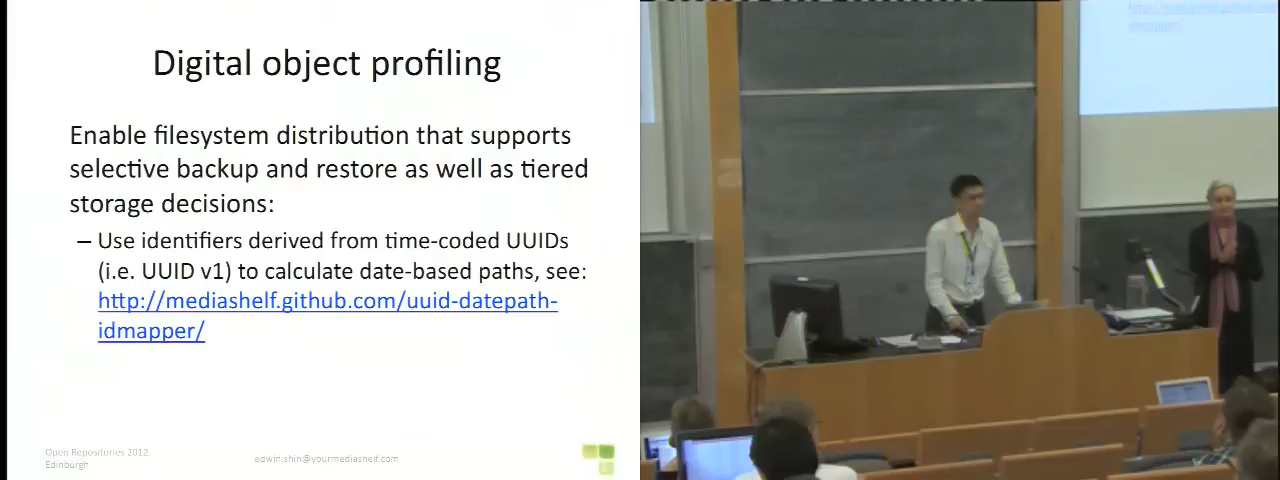 Digital object profiling
Enable filesystem distribution that supports
selective backup and restore as well as tiered
storage decisions:
– Use identifiers derived from time-coded UUIDs
(i.e. UUID v1) to calculate date-based paths, see:
http://mediashelf.github.com/uuid-datepath-
idmapper/
Open Repositories 2012.
Edinburgh
edwin.shin@yourmediashelf.com